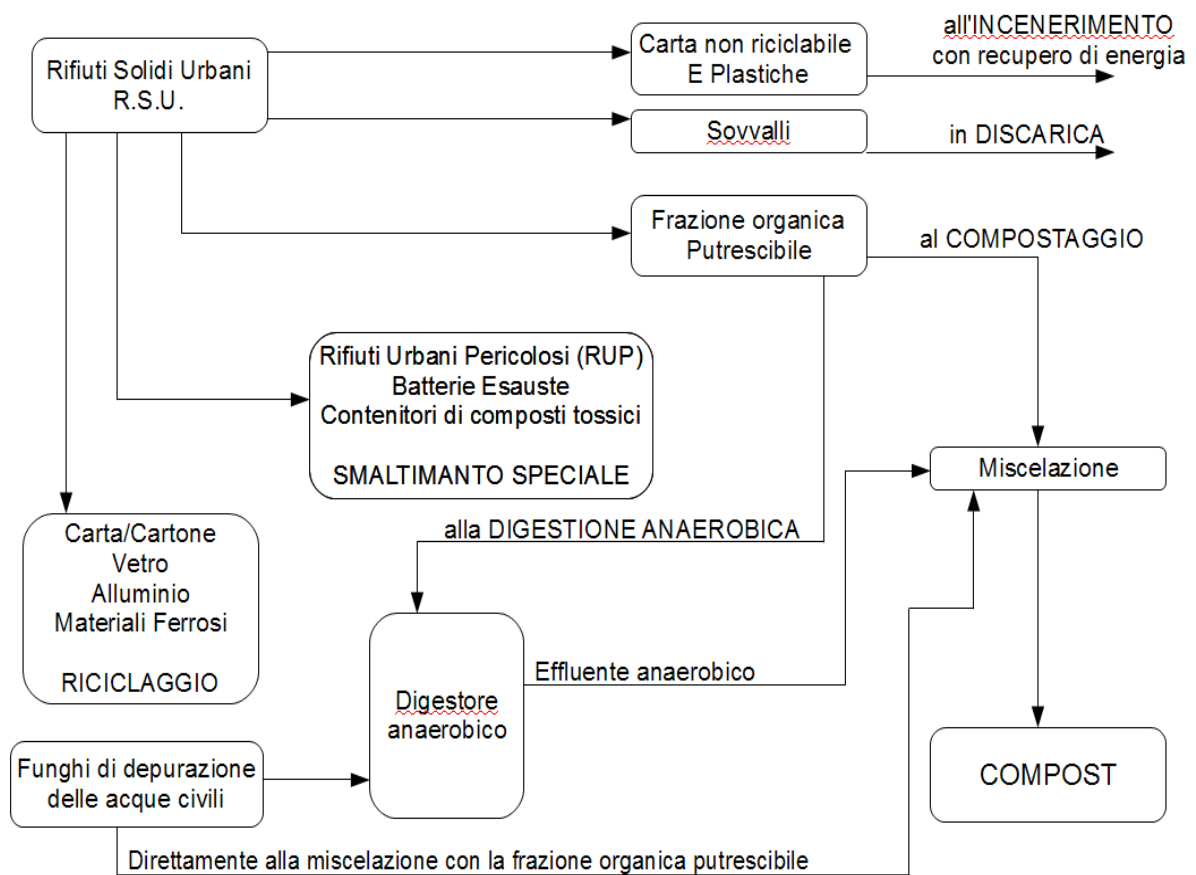 Rifiuti Solidi Urbani
R.S.U.
Carta non riciclabile
E Plastiche
all'INCENERIMENTO
con recupero di energia
Sovvalli
in DISCARICA
Frazione organica
Putrescibile
al COMPOSTAGGIO
Rifiuti Urbani Pericolosi (RUP)
Batterie Esauste
Contenitori di composti tossici
SMALTIMANTO SPECIALE
Miscelazione
Carta/Cartone
Vetro
Alluminio
Materiali Ferrosi
RICICLAGGIO
alla DIGESTIONE ANAEROBICA
Digestore
anaerobico
Effluente anaerobico
COMPOST
Funghi di depurazione
delle acque civili
Direttamente alla miscelazione con la frazione organica putrescibile